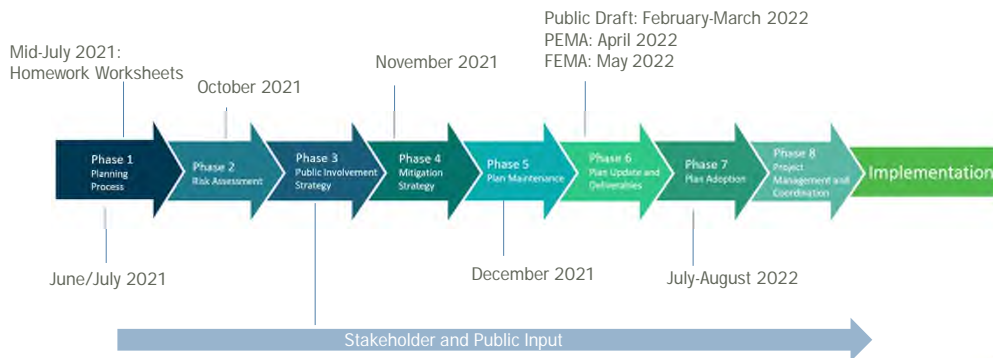 Public Draft: February-March 2022
PEMA: April 2022
FEMA: May 2022
Mid-July 2021:
Homework Worksheets
November 2021
October 2021
Phase 1
Planning
Process
Phase 2
Risk Assessment
Phase 3
Public Involvement
Strategy
Phase 4
Mitigation
Strategy
Phase 5
Plan Maintenance
Phase 6
Plan Update and
Deliverables
Phase 7
Plan Adoption
Phase 8
Project
Management and
Coordination
Implementation
June/July 2021
December 2021
July-August 2022
Stakeholder and Public Input